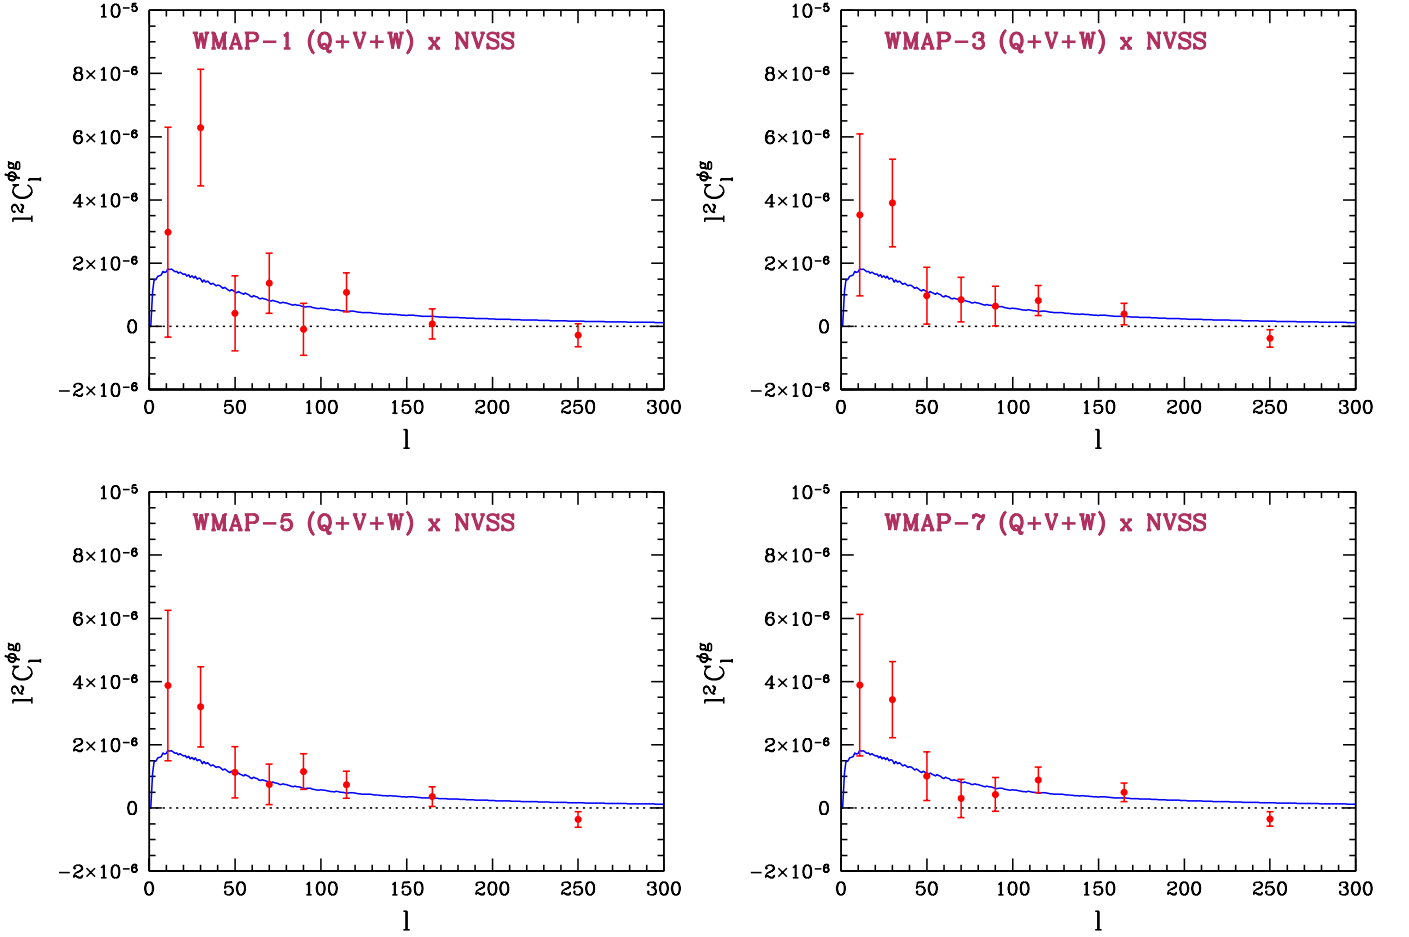 WMAP-1 (Q+V+W) x NVSS
10⁻⁵
8×10⁻⁶
6×10⁻⁶
4×10⁻⁶
2×10⁻⁶
0
−2×10⁻⁶
l²C_l^ϕg
0 50 100 150 200 250 300
l
WMAP-3 (Q+V+W) x NVSS
10⁻⁵
8×10⁻⁶
6×10⁻⁶
4×10⁻⁶
2×10⁻⁶
0
−2×10⁻⁶
l²C_l^ϕg
0 50 100 150 200 250 300
l
WMAP-5 (Q+V+W) x NVSS
10⁻⁵
8×10⁻⁶
6×10⁻⁶
4×10⁻⁶
2×10⁻⁶
0
−2×10⁻⁶
l²C_l^ϕg
0 50 100 150 200 250 300
l
WMAP-7 (Q+V+W) x NVSS
10⁻⁵
8×10⁻⁶
6×10⁻⁶
4×10⁻⁶
2×10⁻⁶
0
−2×10⁻⁶
l²C_l^ϕg
0 50 100 150 200 250 300
l